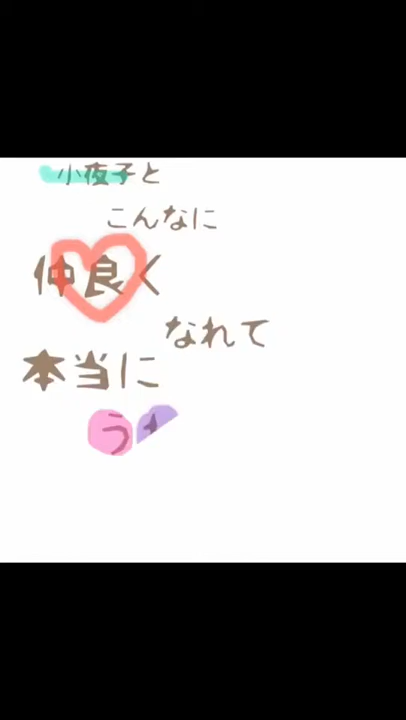 小夜子と
こんなに
仲良く
なれて
本当に
う